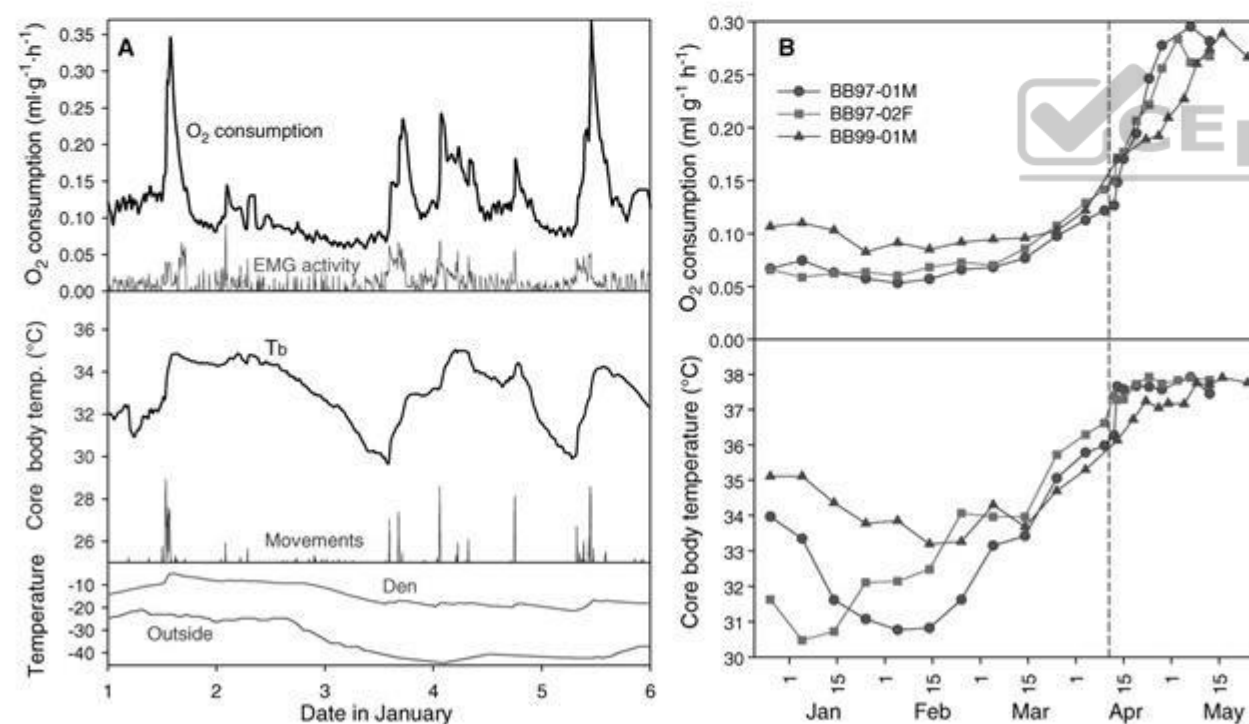 A
O₂ consumption (ml·g⁻¹·h⁻¹)
0.35
0.30
0.25
0.20
0.15
0.10
0.05
0.00
O₂ consumption
EMG activity
Core body temp. (°C)
36
34
32
30
28
26
Tb
Movements
Temperature
-10
-20
-30
-40
Den
Outside
1 2 3 4 5 6
Date in January
B
O₂ consumption (ml g⁻¹ h⁻¹)
0.30
0.25
0.20
0.15
0.10
0.05
0.00
BB97-01M
BB97-02F
BB99-01M
Core body temperature (°C)
38
37
36
35
34
33
32
31
30
1 15 1 15 1 15 1 15 1 15
Jan Feb Mar Apr May